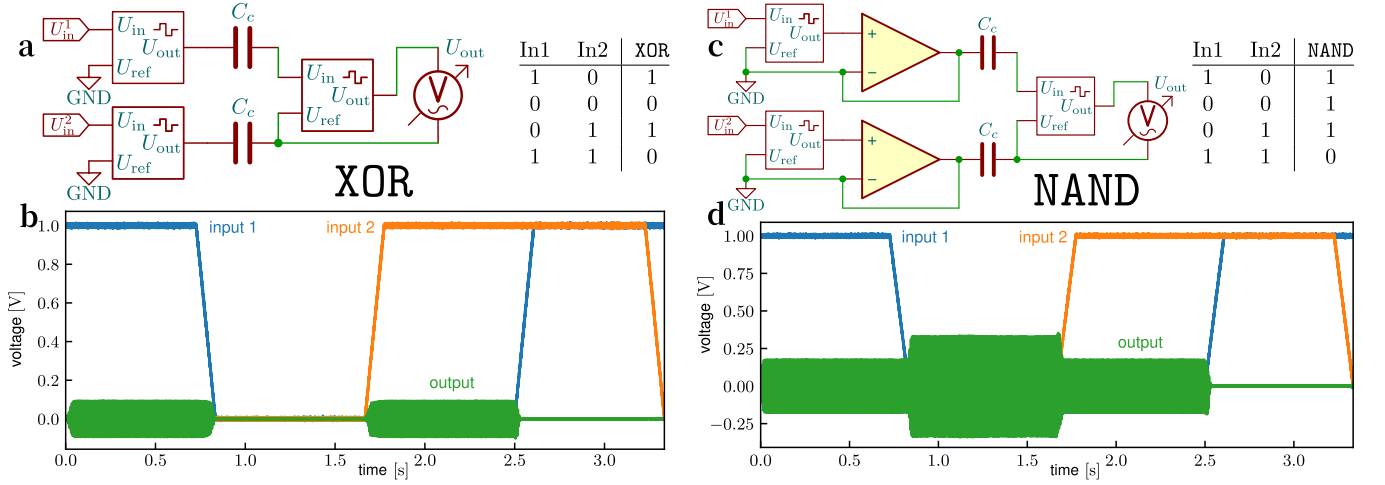 a
U¹in
Uin
Uout
Uref
GND
Cc
U²in
Uin
Uout
Uref
GND
Cc
Uin
Uout
Uref
V
Uout
XOR
In1 In2 XOR
1 0 1
0 0 0
0 1 1
1 1 0
b
input 1
input 2
output
1.0
0.8
0.6
0.4
0.2
0.0
voltage [V]
0.0 0.5 1.0 1.5 2.0 2.5 3.0
time [s]
c
U¹in
Uin
Uout
Uref
GND
+
−
Cc
U²in
Uin
Uout
Uref
GND
+
−
Cc
Uin
Uout
Uref
V
Uout
NAND
In1 In2 NAND
1 0 1
0 0 1
0 1 1
1 1 0
d
input 1
input 2
output
1.00
0.75
0.50
0.25
0.00
−0.25
voltage [V]
0.0 0.5 1.0 1.5 2.0 2.5 3.0
time [s]